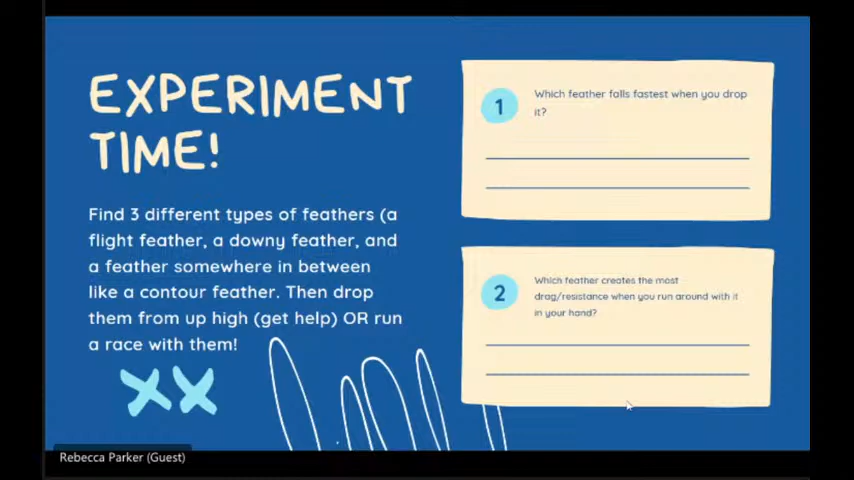 EXPERIMENT
TIME!
Find 3 different types of feathers (a
flight feather, a downy feather, and
a feather somewhere in between
like a contour feather. Then drop
them from up high (get help) OR run
a race with them!
1
Which feather falls fastest when you drop
it?
2
Which feather creates the most
drag/resistance when you run around with it
in your hand?
Rebecca Parker (Guest)